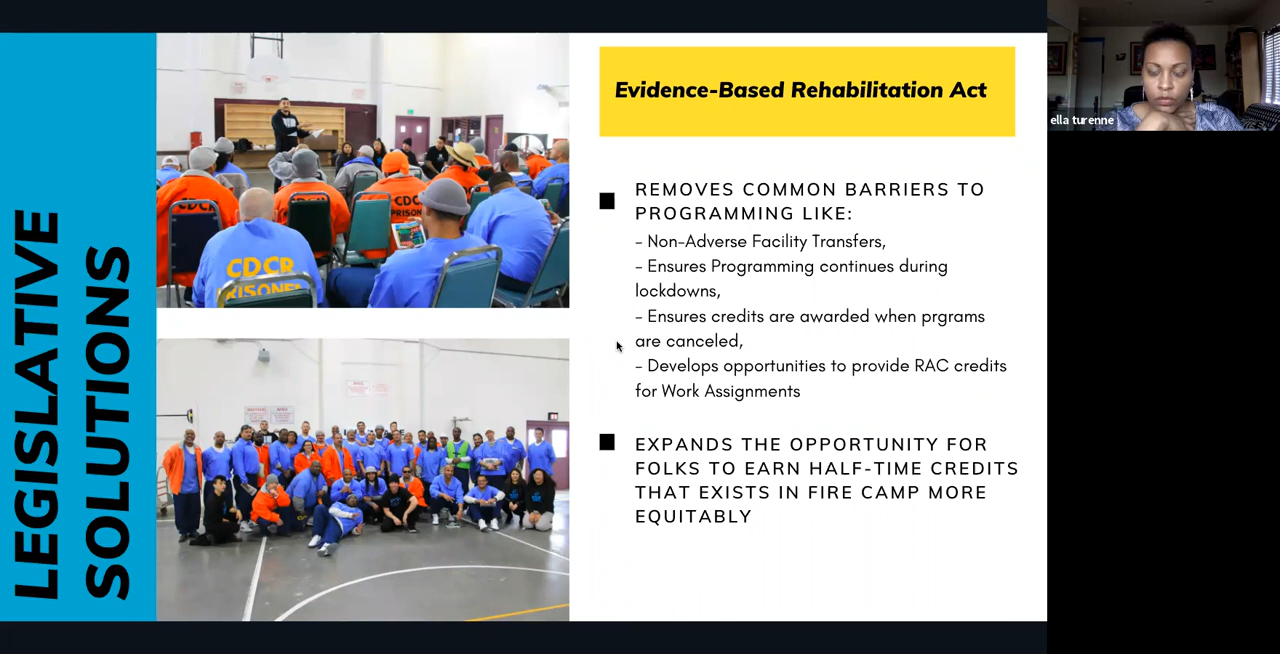 LEGISLATIVE
SOLUTIONS
CDC
PRISON
CDCR
RISONE
Evidence-Based Rehabilitation Act
REMOVES COMMON BARRIERS TO
PROGRAMMING LIKE:
- Non-Adverse Facility Transfers,
- Ensures Programming continues during
lockdowns,
- Ensures credits are awarded when prgrams
are canceled,
- Develops opportunities to provide RAC credits
for Work Assignments
EXPANDS THE OPPORTUNITY FOR
FOLKS TO EARN HALF-TIME CREDITS
THAT EXISTS IN FIRE CAMP MORE
EQUITABLY
ella turenne